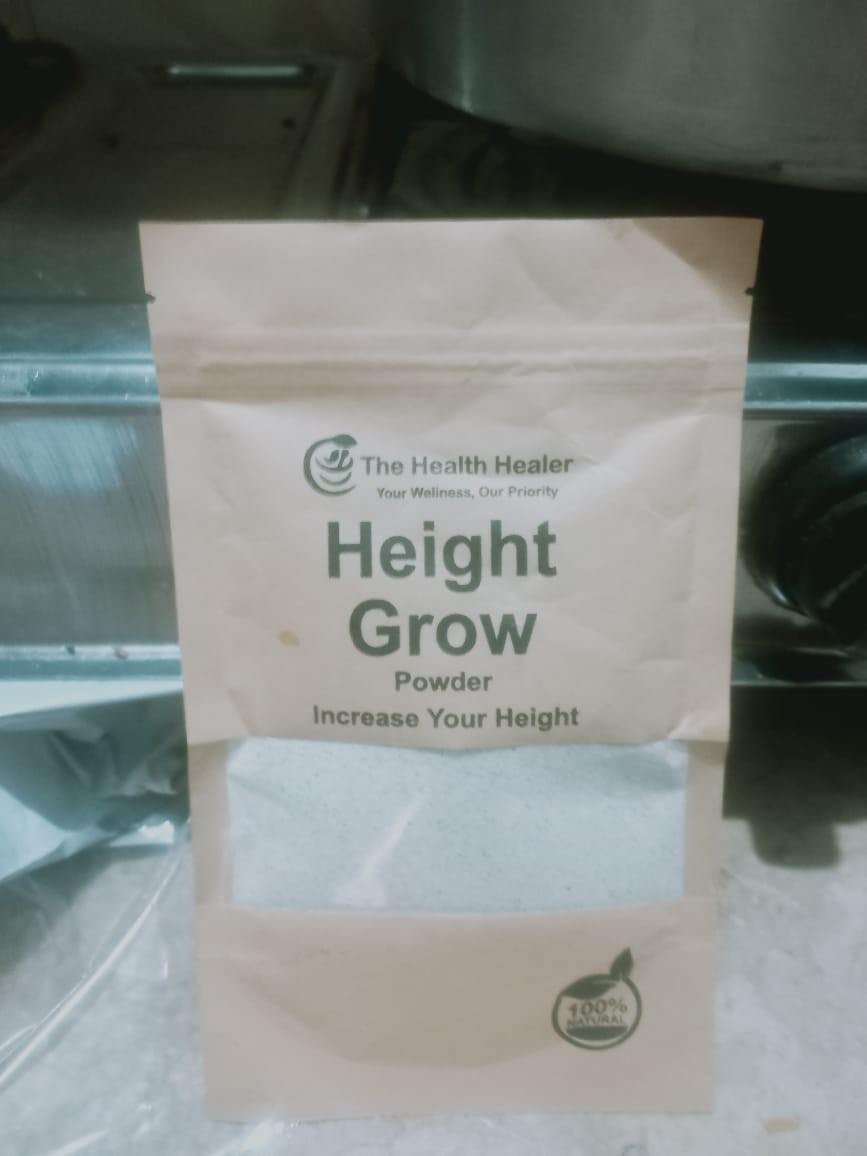 The Health Healer
Your Wellness, Our Priority
Height
Grow
Powder
Increase Your Height
100%
NATURAL